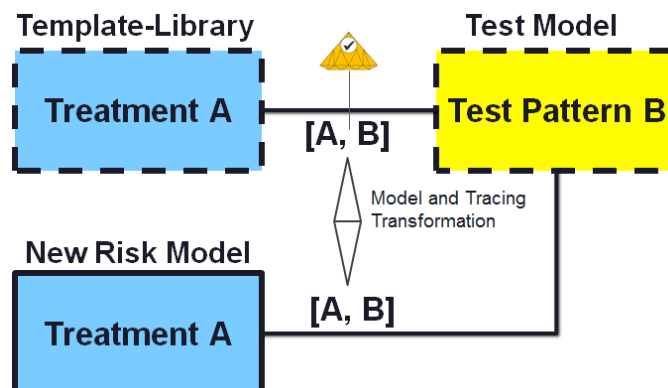 Template-Library
Test Model
Treatment A
Test Pattern B
[A, B]
Model and Tracing
Transformation
New Risk Model
[A, B]
Treatment A